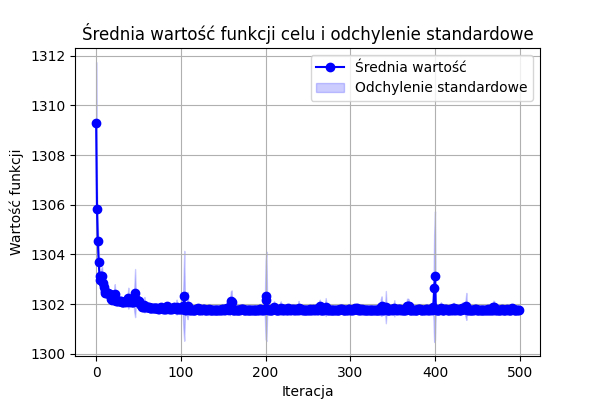 Średnia wartość funkcji celu i odchylenie standardowe
1312
1310
1308
1306
1304
1302
1300
Wartość funkcji
Średnia wartość
Odchylenie standardowe
0
100
200
300
400
500
Iteracja